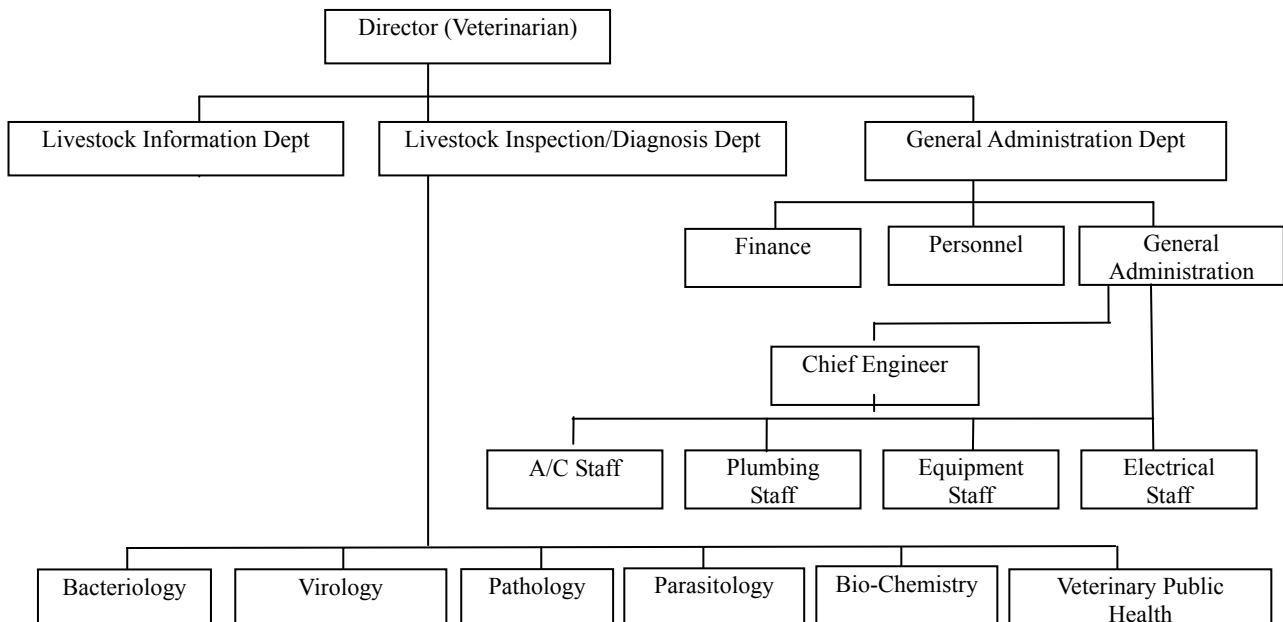 Director (Veterinarian)
Livestock Information Dept
Livestock Inspection/Diagnosis Dept
General Administration Dept
Finance
Personnel
General
Administration
Chief Engineer
A/C Staff
Plumbing
Staff
Equipment
Staff
Electrical
Staff
Bacteriology
Virology
Pathology
Parasitology
Bio-Chemistry
Veterinary Public
Health